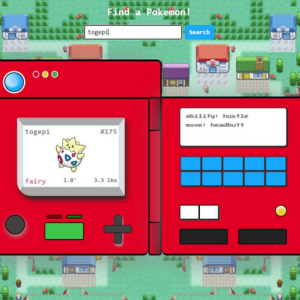 Find a Pokemon!
togepi
Search
togepi #175
ability: hustle
move: headbutt
fairy 1.0' 3.3 lbs